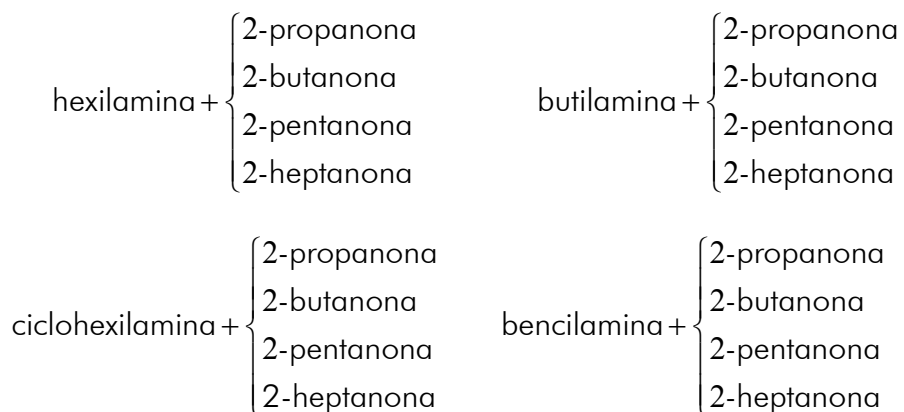 hexilamina + { 2-propanona
2-butanona
2-pentanona
2-heptanona
butilamina + { 2-propanona
2-butanona
2-pentanona
2-heptanona
ciclohexilamina + { 2-propanona
2-butanona
2-pentanona
2-heptanona
bencilamina + { 2-propanona
2-butanona
2-pentanona
2-heptanona